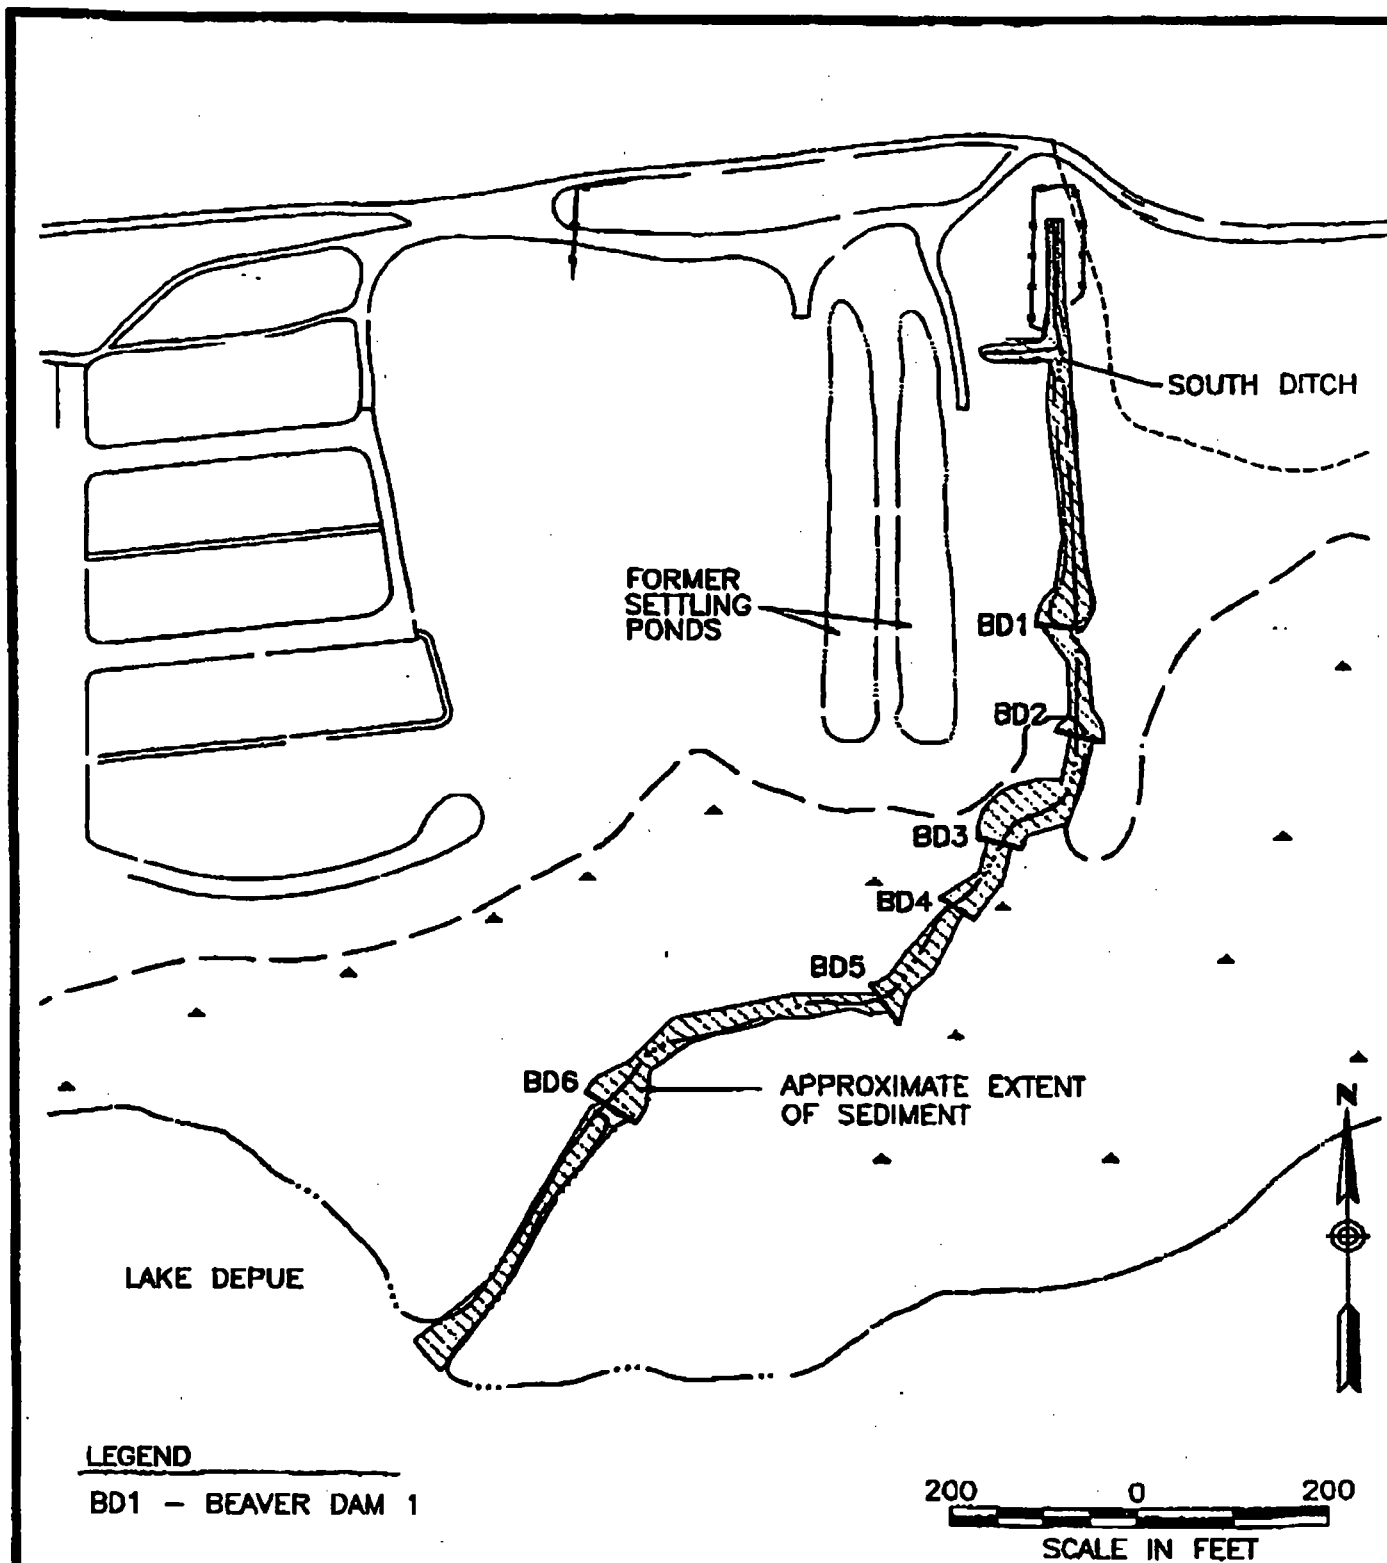 SOUTH DITCH
FORMER
SETTLING
PONDS
BD1
BD2
BD3
BD4
BD5
BD6
APPROXIMATE EXTENT
OF SEDIMENT
N
LAKE DEPUE
LEGEND
BD1 - BEAVER DAM 1
200 0 200
SCALE IN FEET